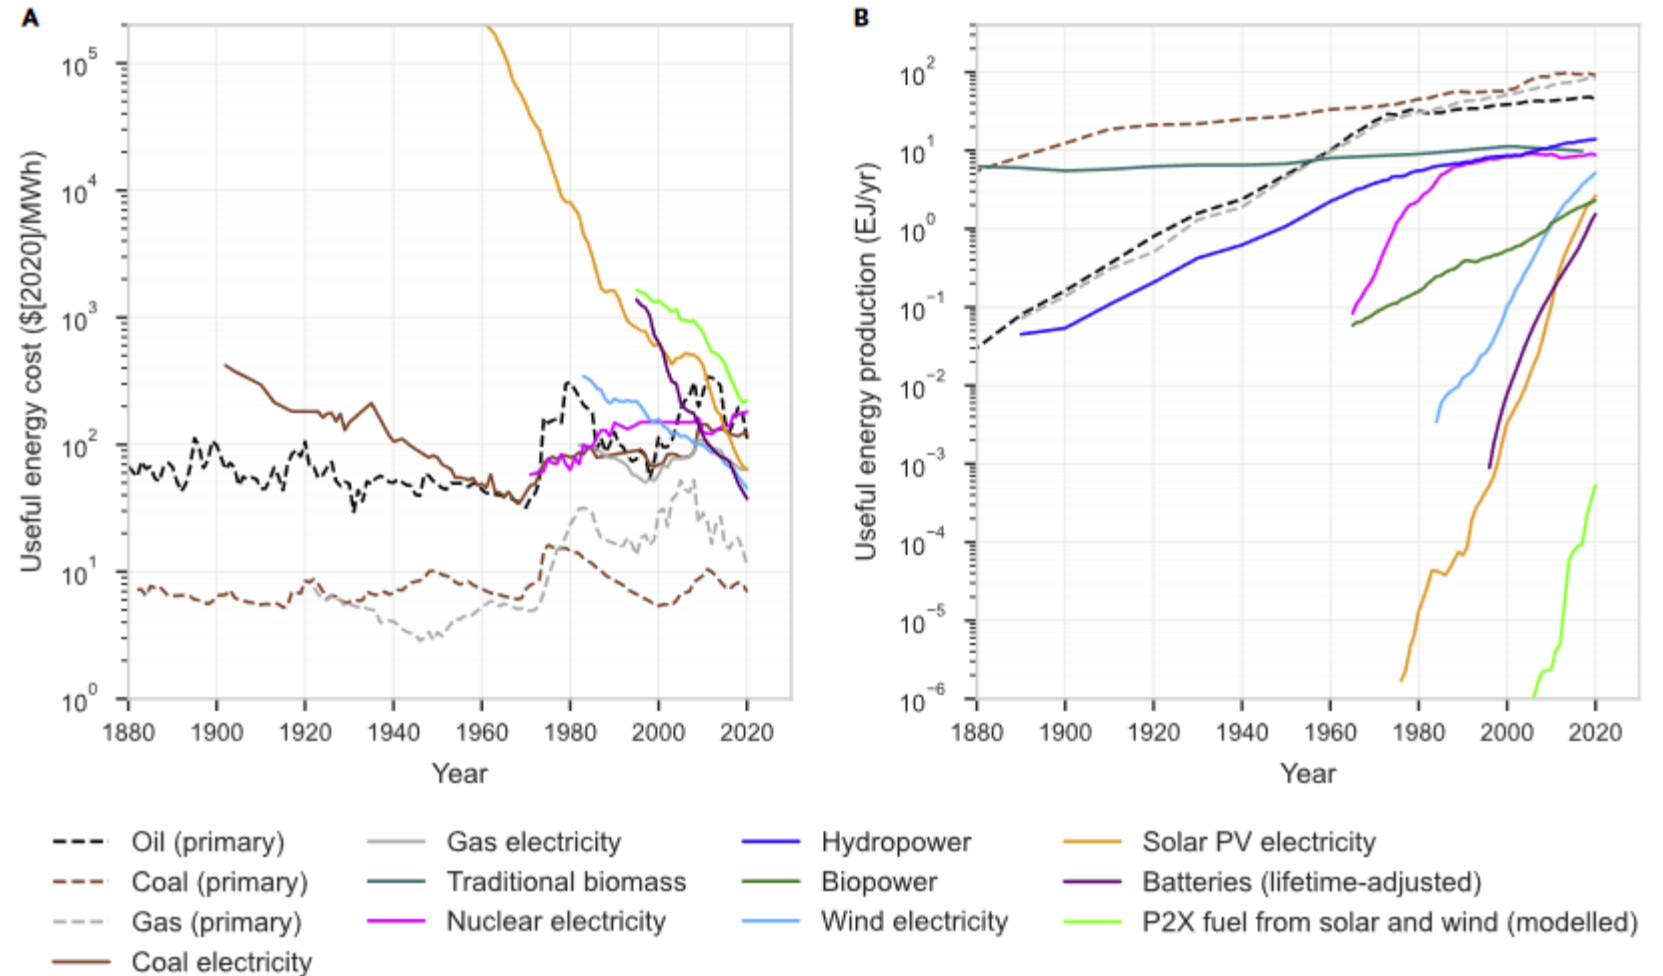 A
B
Useful energy cost ($[2020]/MWh)
10^5
10^4
10^3
10^2
10^1
10^0
1880 1900 1920 1940 1960 1980 2000 2020
Year
Useful energy production (EJ/yr)
10^2
10^1
10^0
10^−1
10^−2
10^−3
10^−4
10^−5
10^−6
1880 1900 1920 1940 1960 1980 2000 2020
Year
Oil (primary)
Coal (primary)
Gas (primary)
Coal electricity
Gas electricity
Traditional biomass
Nuclear electricity
Hydropower
Biopower
Wind electricity
Solar PV electricity
Batteries (lifetime-adjusted)
P2X fuel from solar and wind (modelled)